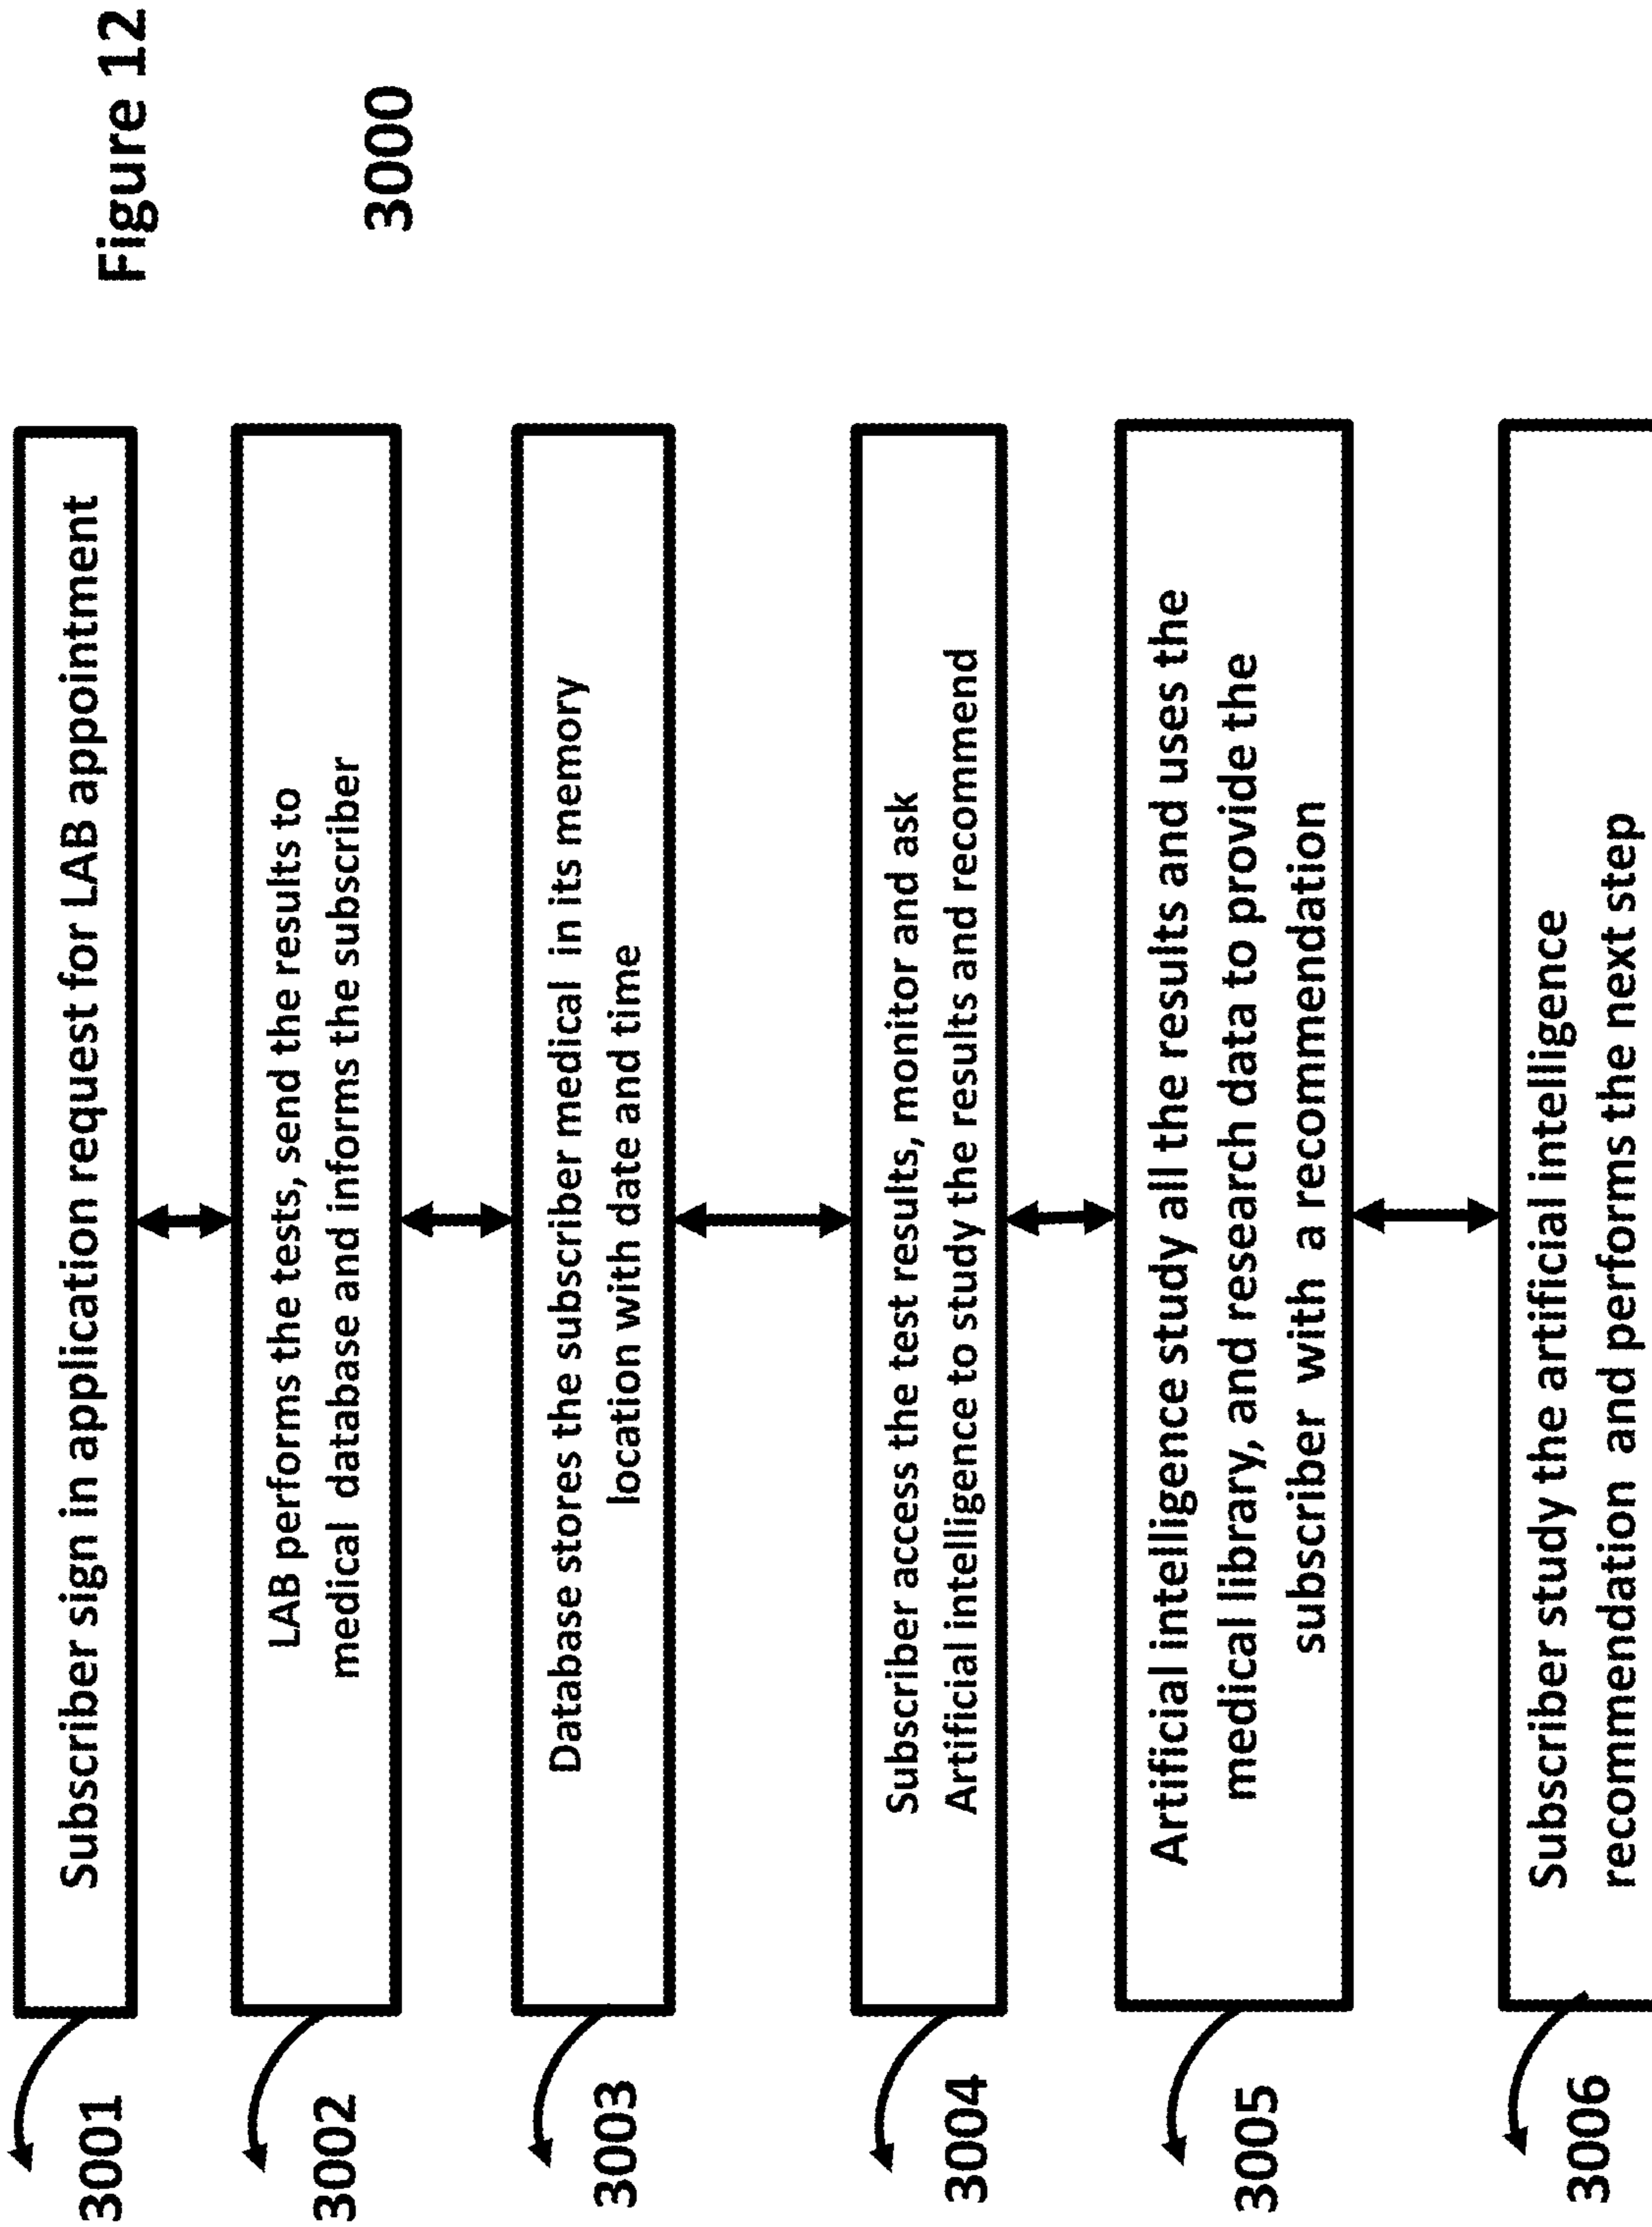 Figure 12
3000
3001
Subscriber sign in application request for LAB appointment
3002
LAB performs the tests, send the results to
medical database and informs the subscriber
3003
Database stores the subscriber medical in its memory
location with date and time
3004
Subscriber access the test results, monitor and ask
Artificial intelligence to study the results and recommend
3005
Artificial intelligence study all the results and uses the
medical library, and research data to provide the
subscriber with a recommendation
3006
Subscriber study the artificial intelligence
recommendation and performs the next step